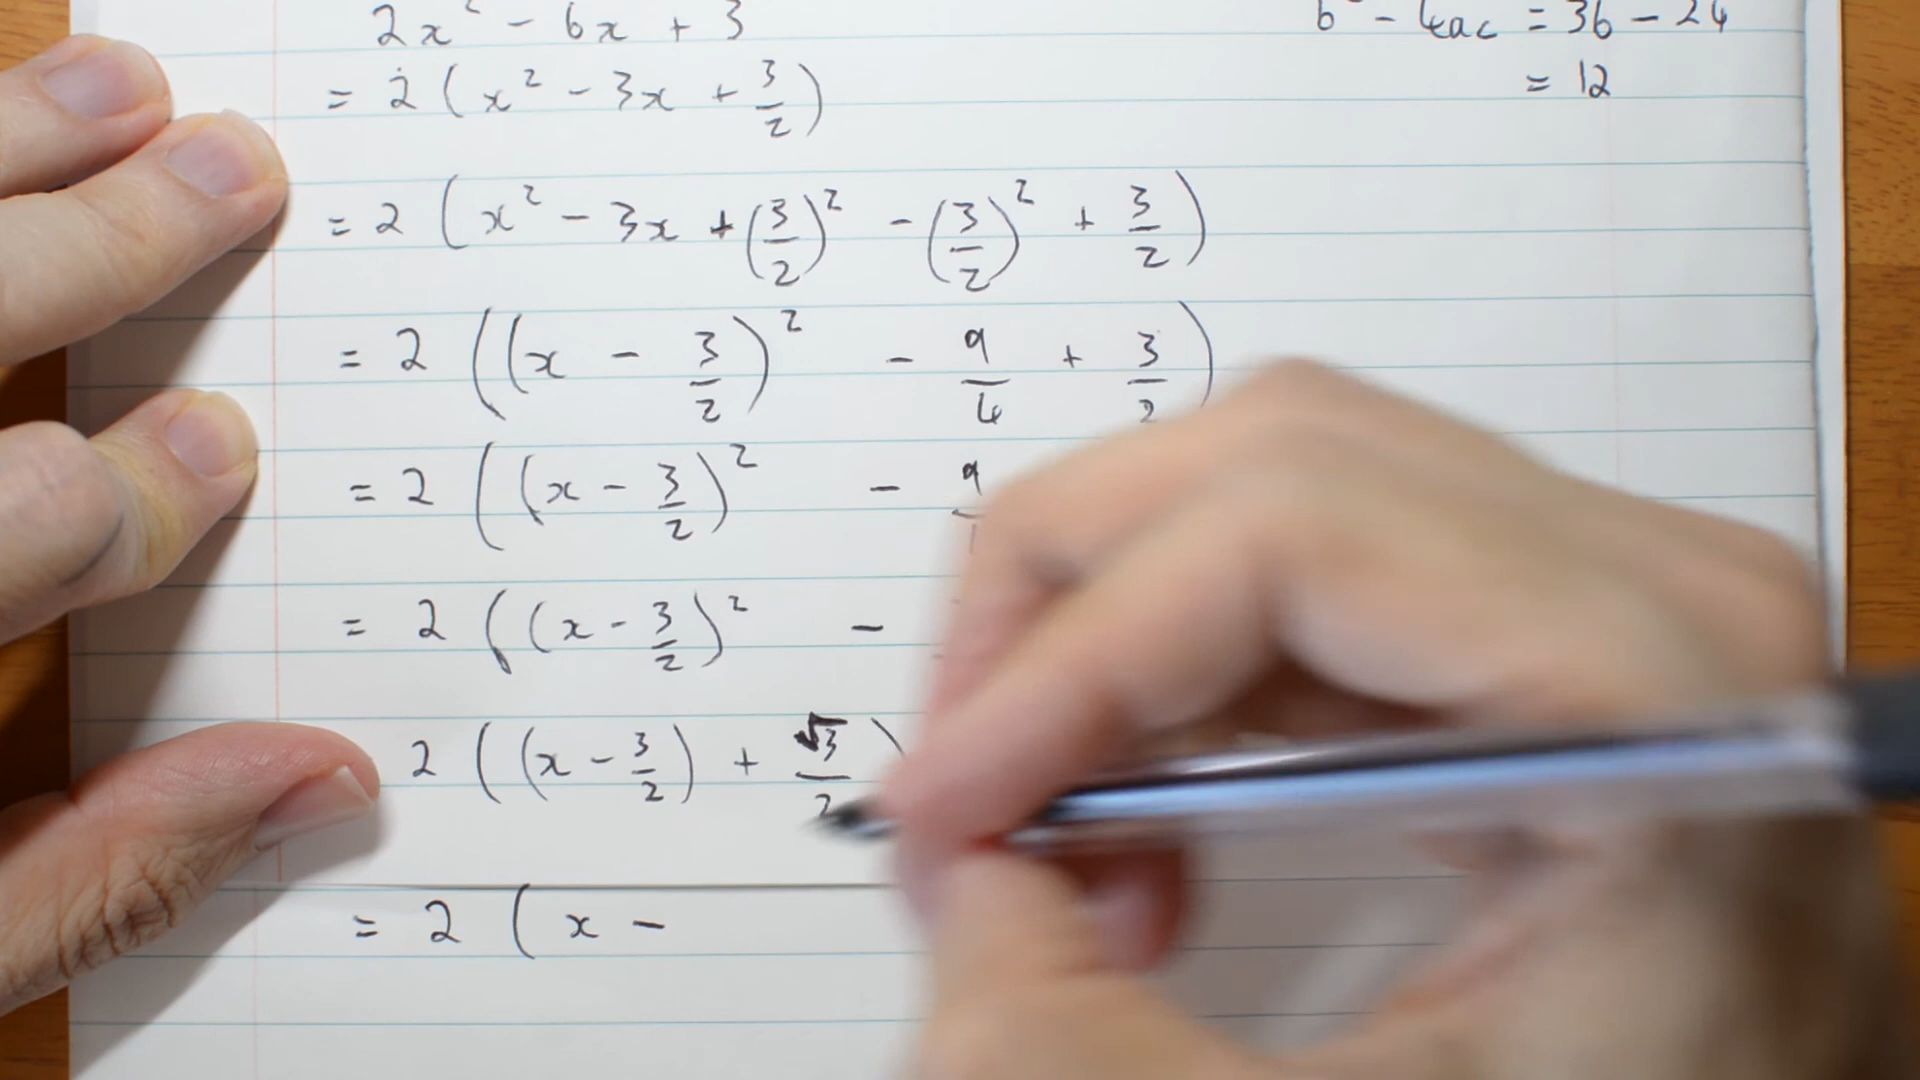 2x² - 6x + 3
b² - 4ac = 36 - 24
= 2 ( x² - 3x + 3/2 )
= 12
= 2 ( x² - 3x + (3/2)² - (3/2)² + 3/2 )
= 2 ( (x - 3/2)² - 9/4 + 3/2 )
= 2 ( (x - 3/2)² - 9
= 2 ( (x - 3/2)² -
2 ( (x - 3/2) + √3/2 )
= 2 ( x -